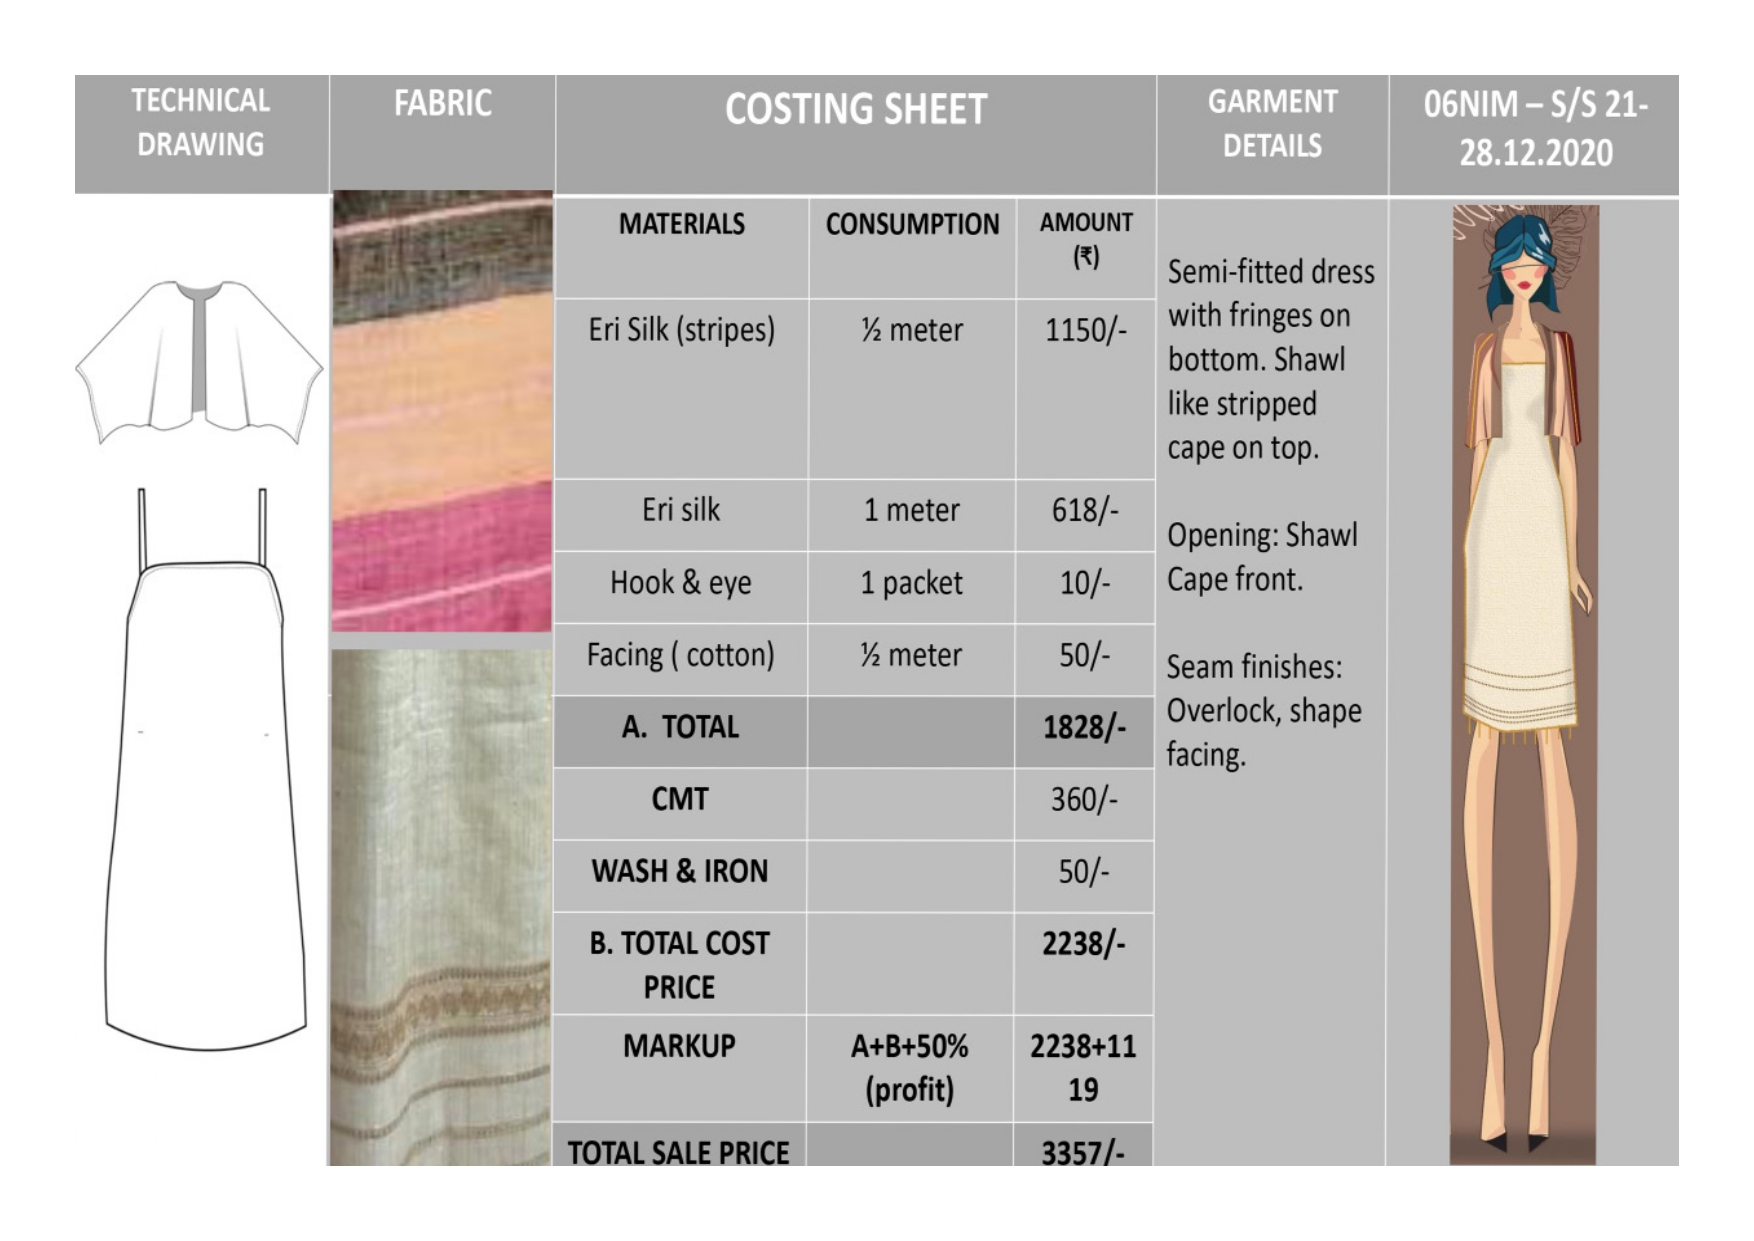 TECHNICAL
DRAWING
FABRIC
COSTING SHEET
GARMENT
DETAILS
06NIM – S/S 21-
28.12.2020
MATERIALS
CONSUMPTION
AMOUNT
(₹)
Eri Silk (stripes)
½ meter
1150/-
Eri silk
1 meter
618/-
Hook & eye
1 packet
10/-
Facing ( cotton)
½ meter
50/-
A. TOTAL
1828/-
CMT
360/-
WASH & IRON
50/-
B. TOTAL COST
PRICE
2238/-
MARKUP
A+B+50%
(profit)
2238+11
19
TOTAL SALE PRICE
3357/-
Semi-fitted dress
with fringes on
bottom. Shawl
like stripped
cape on top.
Opening: Shawl
Cape front.
Seam finishes:
Overlock, shape
facing.